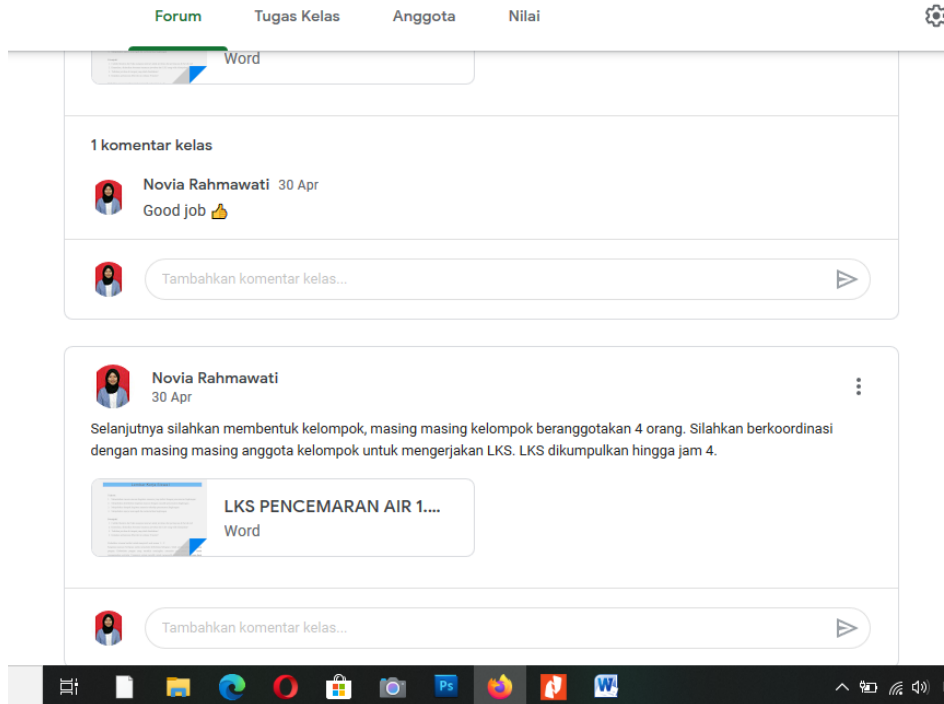 Forum Tugas Kelas Anggota Nilai
Word
1 komentar kelas
Novia Rahmawati 30 Apr
Good job 👍
Tambahkan komentar kelas...
Novia Rahmawati
30 Apr
Selanjutnya silahkan membentuk kelompok, masing masing kelompok beranggotakan 4 orang. Silahkan berkoordinasi
dengan masing masing anggota kelompok untuk mengerjakan LKS. LKS dikumpulkan hingga jam 4.
LKS PENCEMARAN AIR 1....
Word
Tambahkan komentar kelas...
Ps
W